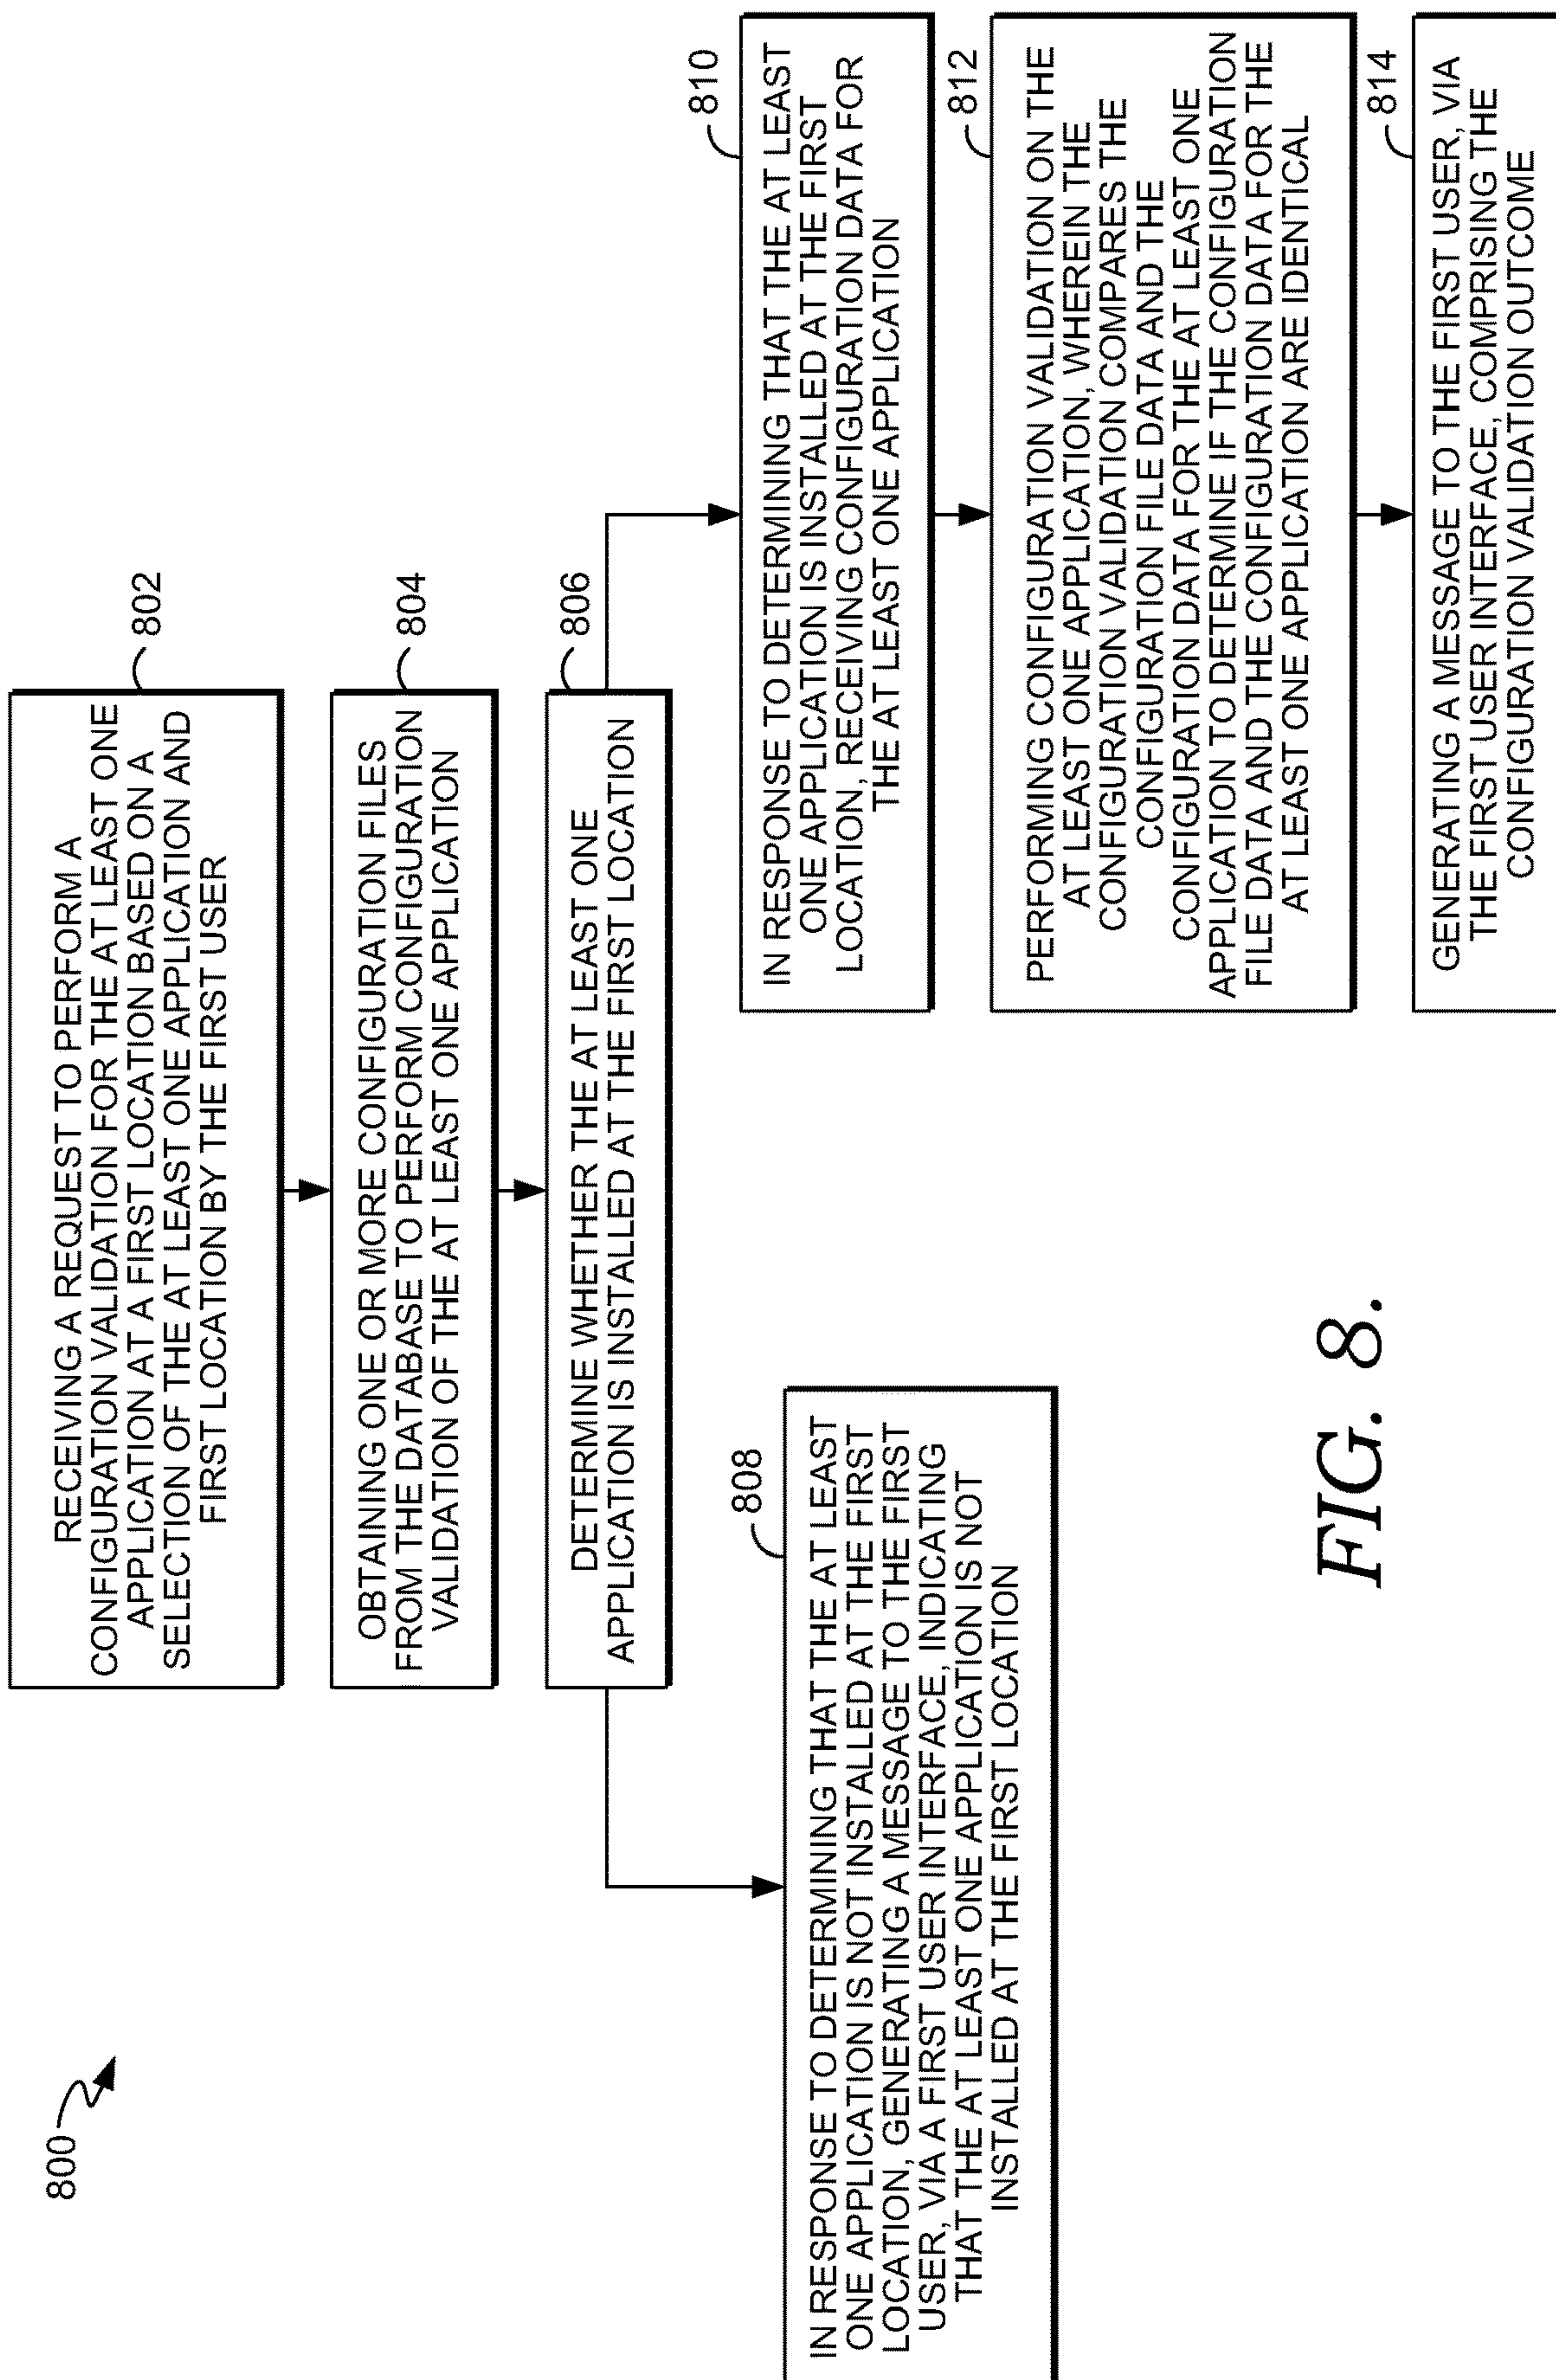 800
802
RECEIVING A REQUEST TO PERFORM A
CONFIGURATION VALIDATION FOR THE AT LEAST ONE
APPLICATION AT A FIRST LOCATION BASED ON A
SELECTION OF THE AT LEAST ONE APPLICATION AND
FIRST LOCATION BY THE FIRST USER
804
OBTAINING ONE OR MORE CONFIGURATION FILES
FROM THE DATABASE TO PERFORM CONFIGURATION
VALIDATION OF THE AT LEAST ONE APPLICATION
806
DETERMINE WHETHER THE AT LEAST ONE
APPLICATION IS INSTALLED AT THE FIRST LOCATION
808
IN RESPONSE TO DETERMINING THAT THE AT LEAST
ONE APPLICATION IS NOT INSTALLED AT THE FIRST
LOCATION, GENERATING A MESSAGE TO THE FIRST
USER, VIA A FIRST USER INTERFACE, INDICATING
THAT THE AT LEAST ONE APPLICATION IS NOT
INSTALLED AT THE FIRST LOCATION
810
IN RESPONSE TO DETERMINING THAT THE AT LEAST
ONE APPLICATION IS INSTALLED AT THE FIRST
LOCATION, RECEIVING CONFIGURATION DATA FOR
THE AT LEAST ONE APPLICATION
812
PERFORMING CONFIGURATION VALIDATION ON THE
AT LEAST ONE APPLICATION, WHEREIN THE
CONFIGURATION VALIDATION COMPARES THE
CONFIGURATION FILE DATA AND THE
CONFIGURATION DATA FOR THE AT LEAST ONE
APPLICATION TO DETERMINE IF THE CONFIGURATION
FILE DATA AND THE CONFIGURATION DATA FOR THE
AT LEAST ONE APPLICATION ARE IDENTICAL
814
GENERATING A MESSAGE TO THE FIRST USER, VIA
THE FIRST USER INTERFACE, COMPRISING THE
CONFIGURATION VALIDATION OUTCOME
FIG. 8.